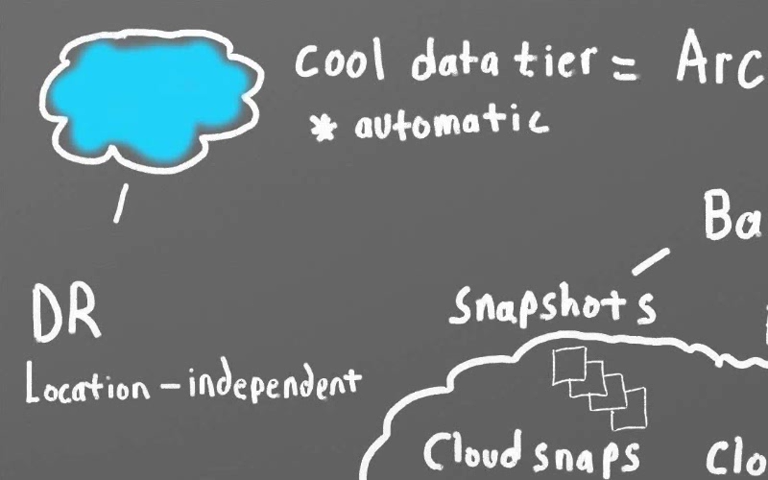 cool data tier = Arc
* automatic
Ba
DR
Snapshots
Location-independent
Cloud snaps Clo